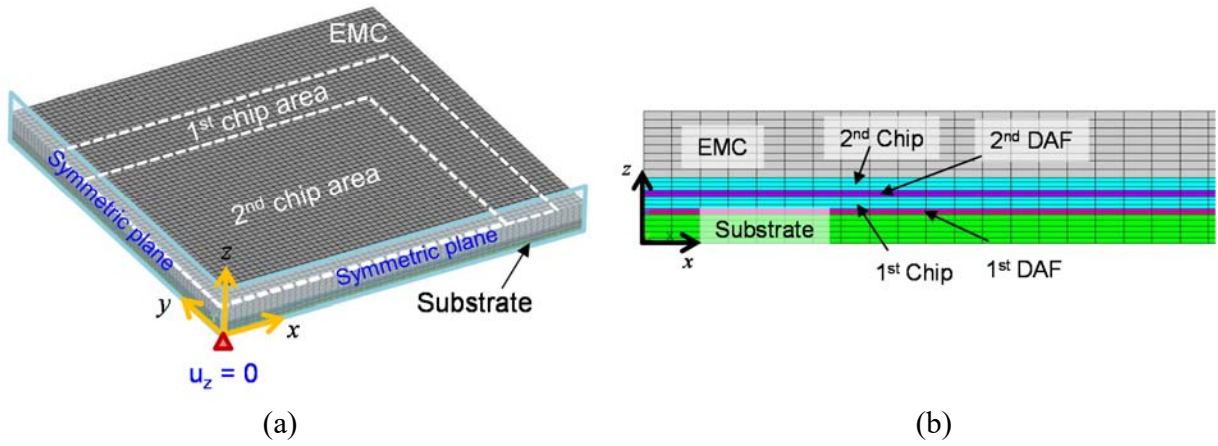 EMC
1st chip area
2nd chip area
Symmetric plane
Symmetric plane
Substrate
z
y
x
uz = 0
(a)
2nd Chip
2nd DAF
EMC
z
Substrate
x
1st Chip
1st DAF
(b)